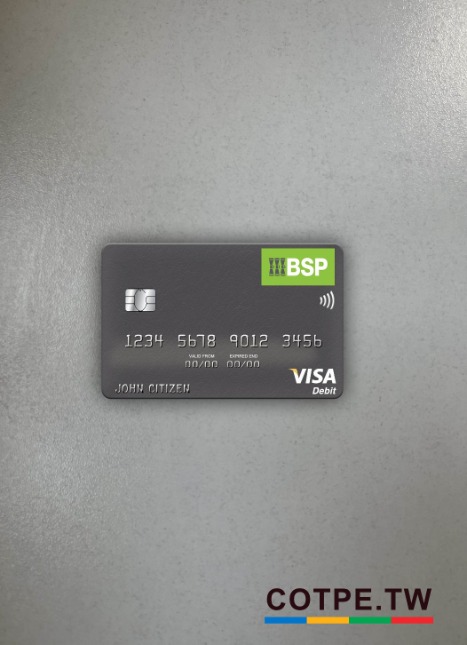 BSP
1234 5678 9012 3456
VALID FROM EXPIRES END
00/00 00/00
JOHN CITIZEN
VISA
Debit
COTPE.TW